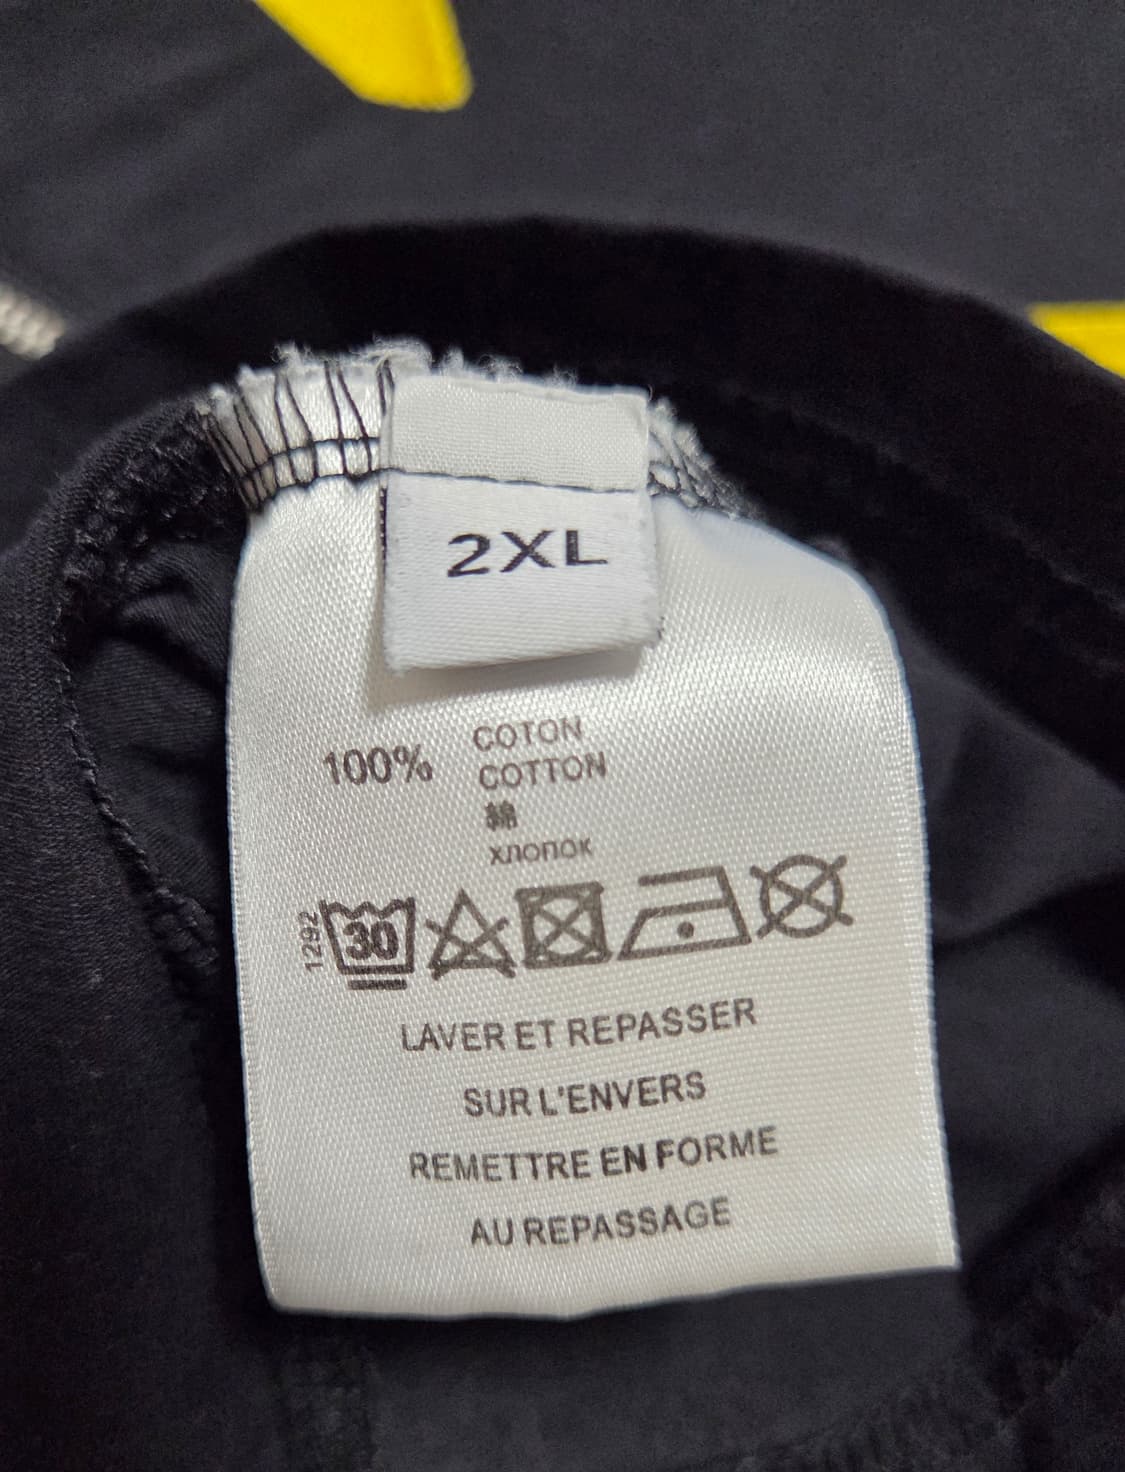 2XL
100%
COTON
COTTON
綿
хлопок
1292
30
LAVER ET REPASSER
SUR L'ENVERS
REMETTRE EN FORME
AU REPASSAGE